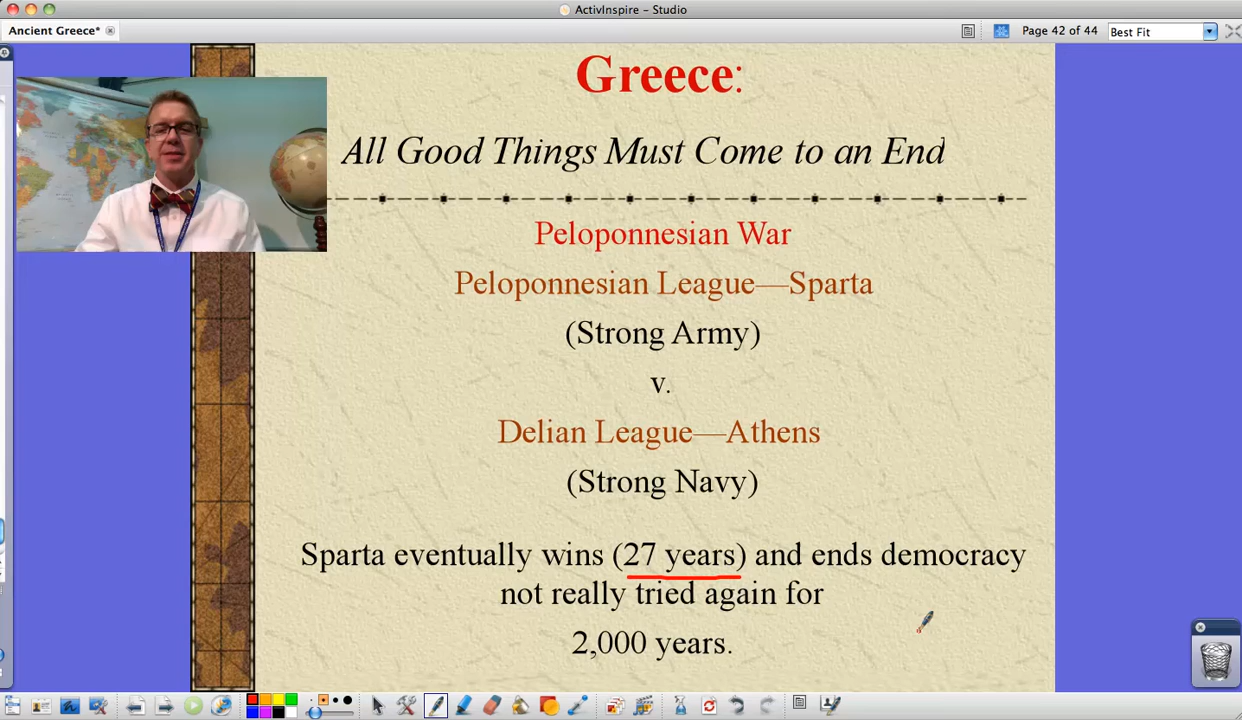 ActivInspire – Studio
Ancient Greece*
Page 42 of 44
Best Fit
Greece:
All Good Things Must Come to an End
Peloponnesian War
Peloponnesian League—Sparta
(Strong Army)
v.
Delian League—Athens
(Strong Navy)
Sparta eventually wins (27 years) and ends democracy
not really tried again for
2,000 years.